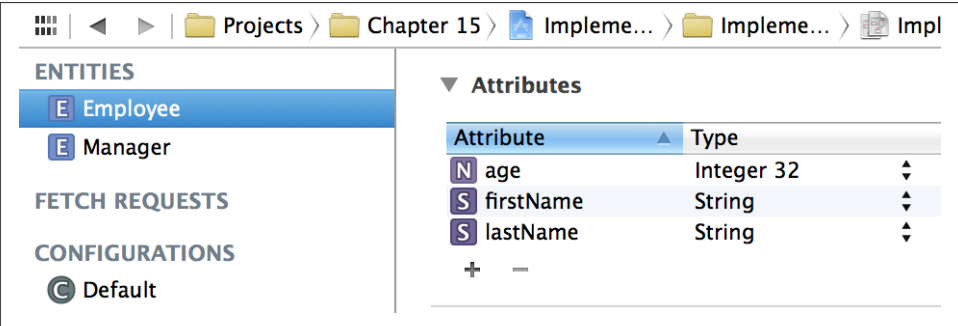 Projects Chapter 15 Impleme... Impleme... Impl
ENTITIES
E Employee
E Manager
FETCH REQUESTS
CONFIGURATIONS
C Default
Attributes
Attribute Type
N age Integer 32
S firstName String
S lastName String